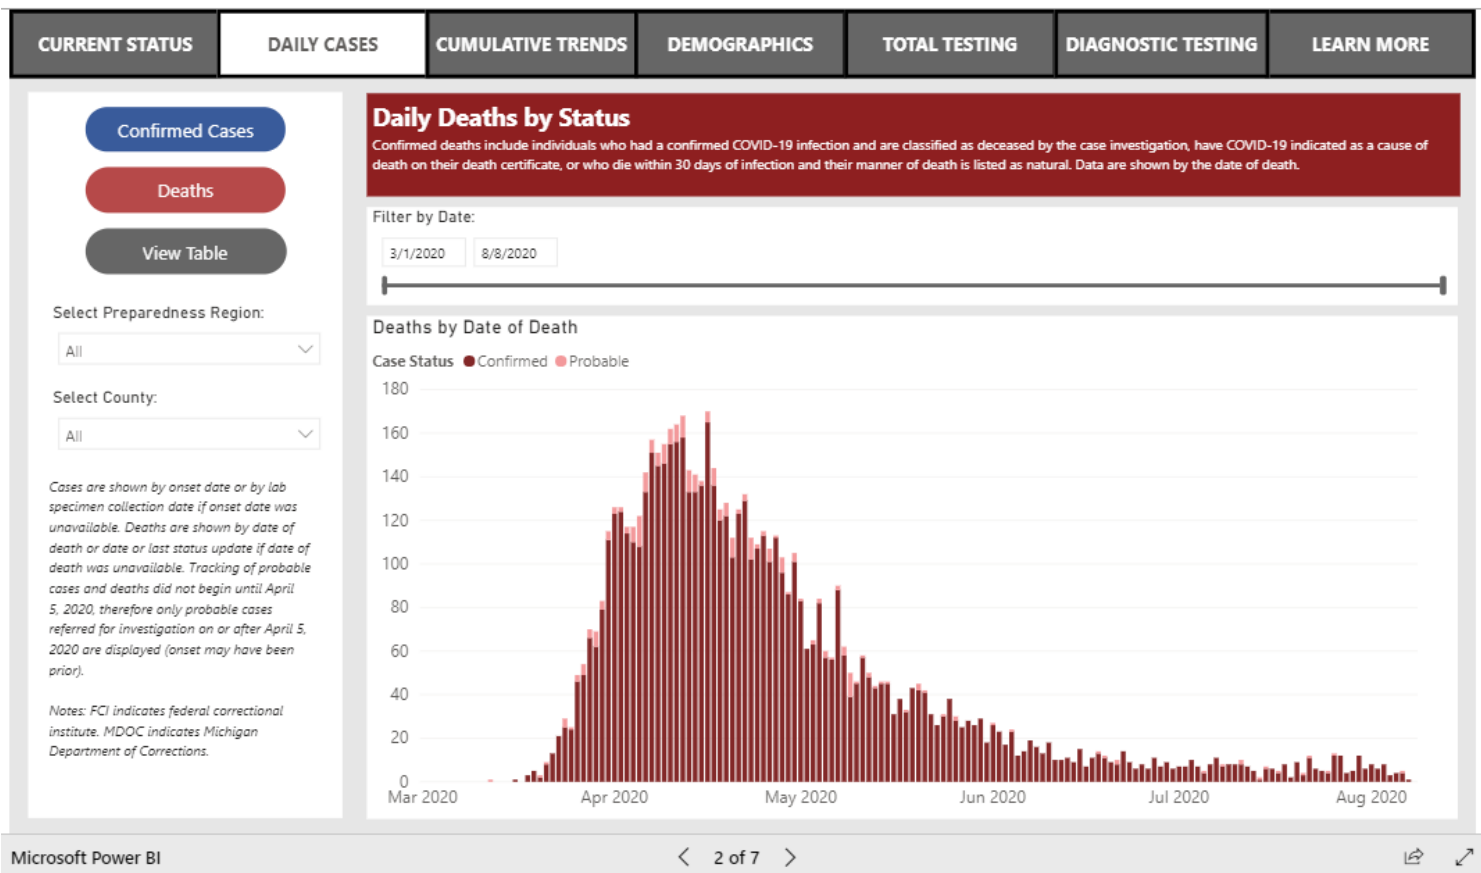 CURRENT STATUS
DAILY CASES
CUMULATIVE TRENDS
DEMOGRAPHICS
TOTAL TESTING
DIAGNOSTIC TESTING
LEARN MORE
Confirmed Cases
Deaths
View Table
Select Preparedness Region:
All
Select County:
All
Cases are shown by onset date or by lab
specimen collection date if onset date was
unavailable. Deaths are shown by date of
death or date or last status update if date of
death was unavailable. Tracking of probable
cases and deaths did not begin until April
5, 2020, therefore only probable cases
referred for investigation on or after April 5,
2020 are displayed (onset may have been
prior).
Notes: FCI indicates federal correctional
institute. MDOC indicates Michigan
Department of Corrections.
Daily Deaths by Status
Confirmed deaths include individuals who had a confirmed COVID-19 infection and are classified as deceased by the case investigation, have COVID-19 indicated as a cause of
death on their death certificate, or who die within 30 days of infection and their manner of death is listed as natural. Data are shown by the date of death.
Filter by Date:
3/1/2020
8/8/2020
Deaths by Date of Death
Case Status Confirmed Probable
180
160
140
120
100
80
60
40
20
0
Mar 2020
Apr 2020
May 2020
Jun 2020
Jul 2020
Aug 2020
Microsoft Power BI
2 of 7